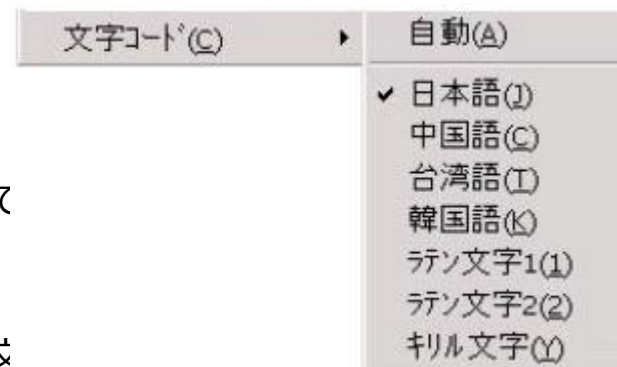 文字ｺｰﾄﾞ(C)
自動(A)
日本語(J)
中国語(C)
台湾語(T)
韓国語(K)
ﾗﾃﾝ文字1(1)
ﾗﾃﾝ文字2(2)
ｷﾘﾙ文字(Y)
て